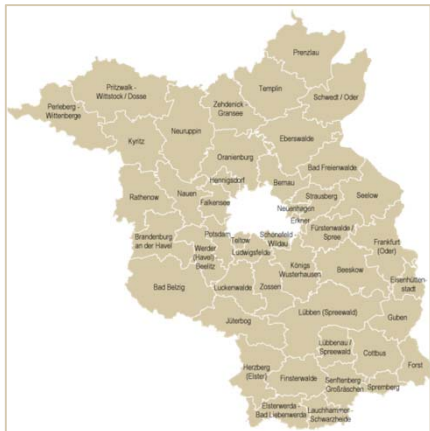 Prenzlau
Pritzwalk -
Wittstock / Dosse
Templin
Schwedt / Oder
Perleberg -
Wittenberge
Zehdenick -
Gransee
Neuruppin
Kyritz
Eberswalde
Oranienburg
Bad Freienwalde
Hennigsdorf
Bernau
Rathenow
Nauen
Strausberg
Seelow
Falkensee
Neuenhagen
Erkner
Brandenburg
an der Havel
Potsdam
Teltow
Schönefeld -
Wildau
Fürstenwalde /
Spree
Frankfurt
(Oder)
Werder
(Havel) -
Beelitz
Ludwigsfelde
Königs
Wusterhausen
Beeskow
Eisenhütten-
stadt
Bad Belzig
Luckenwalde
Zossen
Lübben (Spreewald)
Guben
Jüterbog
Lübbenau /
Spreewald
Cottbus
Forst
Herzberg
(Elster)
Finsterwalde
Senftenberg -
Großräschen
Spremberg
Elsterwerda -
Bad Liebenwerda
Lauchhammer -
Schwarzheide